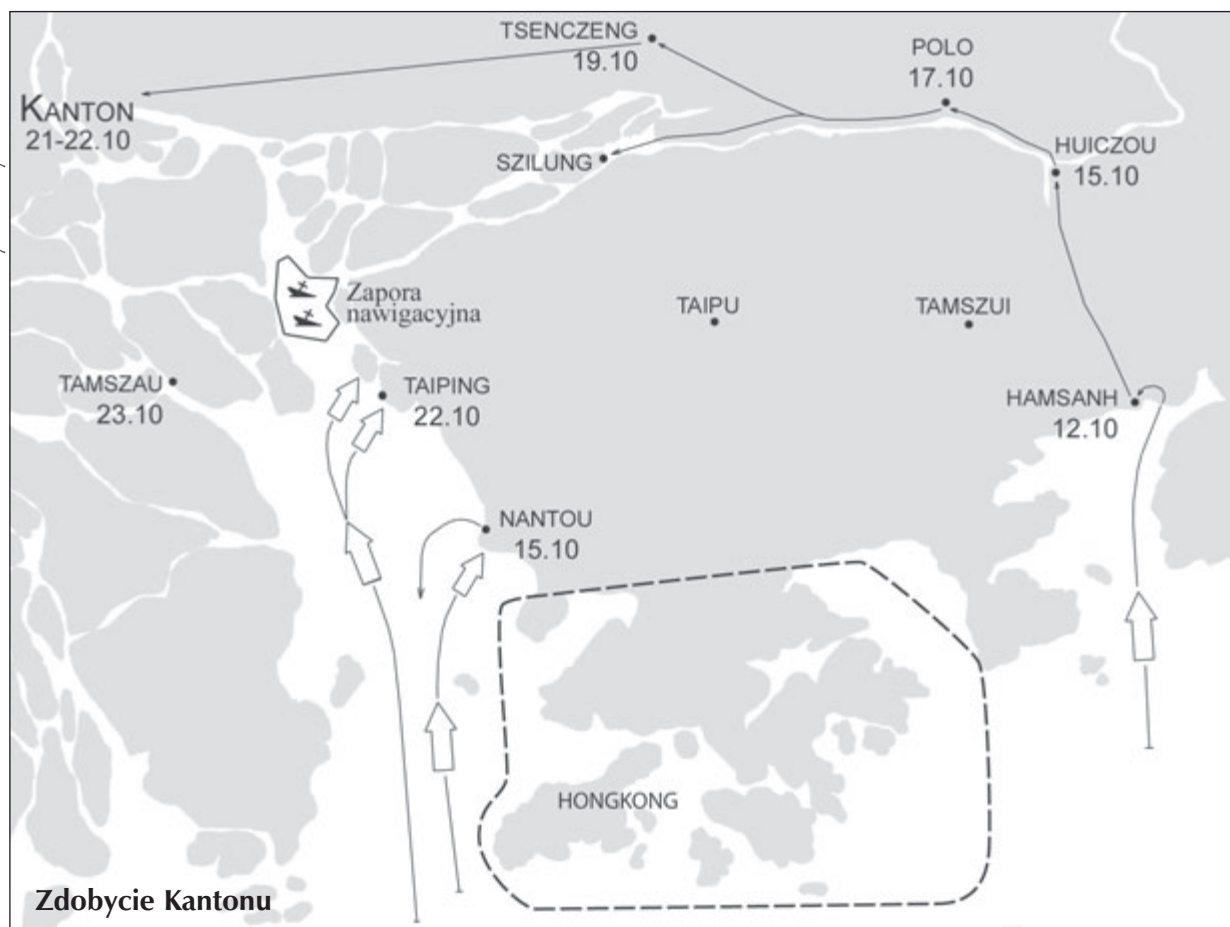 TSENCZENG
19.10
POLO
17.10
KANTON
21-22.10
HUICZOU
15.10
SZILUNG
Zapora
nawigacyjna
TAIPU
TAMSZUI
TAMSZAU
23.10
TAIPING
22.10
HAMSANH
12.10
NANTOU
15.10
HONGKONG
Zdobycie Kantonu